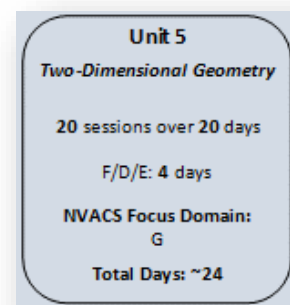 Unit 5
Two-Dimensional Geometry
20 sessions over 20 days
F/D/E: 4 days
NVACS Focus Domain:
G
Total Days: ~24